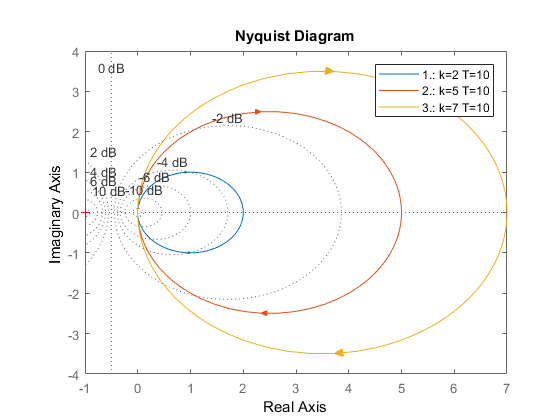 Nyquist Diagram
4
0 dB
1.: k=2 T=10
2.: k=5 T=10
3.: k=7 T=10
3
-2 dB
2
2 dB
-4 dB
1
4 dB
-6 dB
6 dB
10 dB
-10 dB
0
-1
-2
-3
-4
-1 0 1 2 3 4 5 6 7
Imaginary Axis
Real Axis